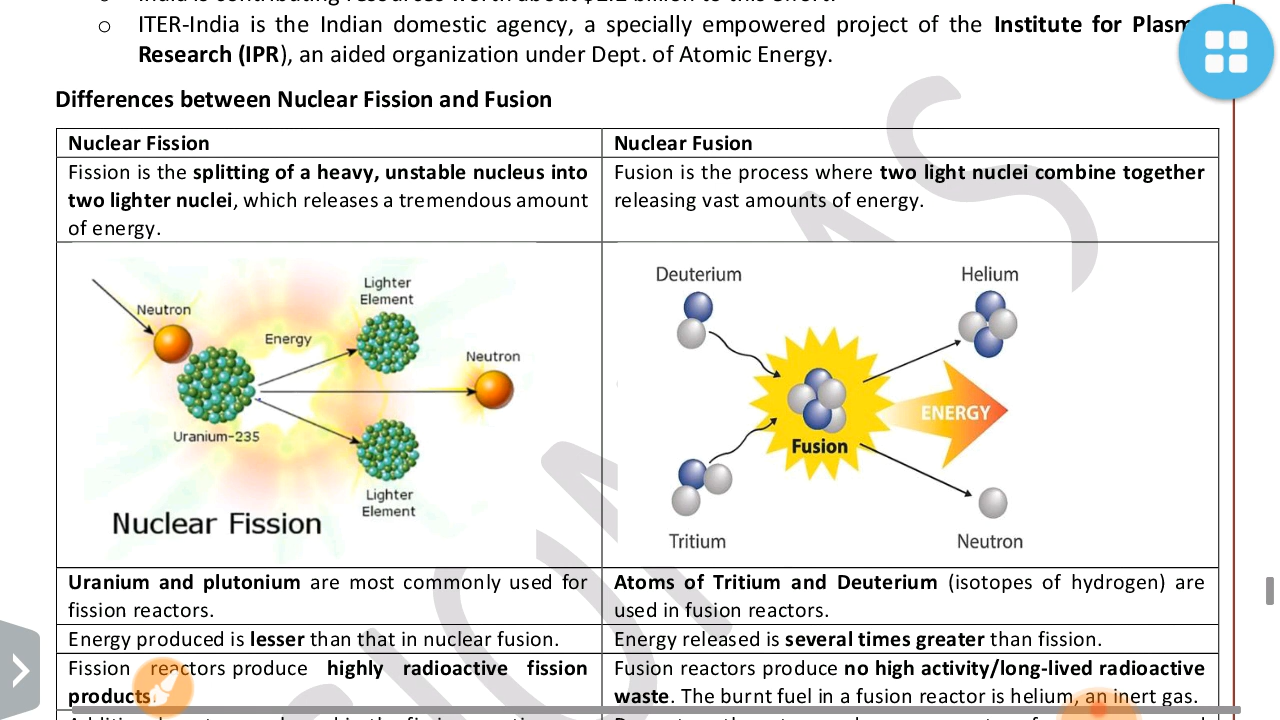 ○ ITER-India is the Indian domestic agency, a specially empowered project of the Institute for
Research (IPR), an aided organization under Dept. of Atomic Energy.
Differences between Nuclear Fission and Fusion
Nuclear Fission
Nuclear Fusion
Fission is the splitting of a heavy, unstable nucleus into
two lighter nuclei, which releases a tremendous amount
of energy.
Fusion is the process where two light nuclei combine together
releasing vast amounts of energy.
Neutron
Energy
Lighter
Element
Neutron
Uranium-235
Lighter
Element
Nuclear Fission
Deuterium
Helium
Fusion
ENERGY
Tritium
Neutron
Uranium and plutonium are most commonly used for
fission reactors.
Atoms of Tritium and Deuterium (isotopes of hydrogen) are
used in fusion reactors.
Energy produced is lesser than that in nuclear fusion.
Energy released is several times greater than fission.
Fission reactors produce highly radioactive fission
products.
Fusion reactors produce no high activity/long-lived radioactive
waste. The burnt fuel in a fusion reactor is helium, an inert gas.